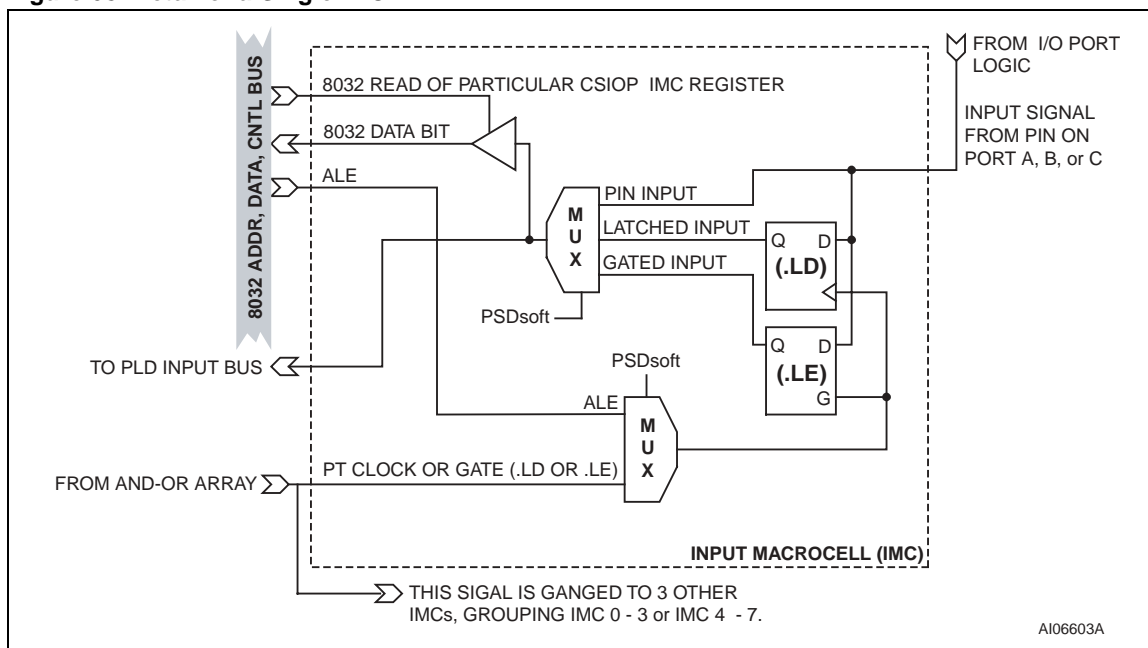 8032 ADDR, DATA, CNTL BUS
8032 READ OF PARTICULAR CSIOP IMC REGISTER
8032 DATA BIT
ALE
FROM I/O PORT
LOGIC
INPUT SIGNAL
FROM PIN ON
PORT A, B, or C
M
U
X
PIN INPUT
LATCHED INPUT
GATED INPUT
Q D
(.LD)
PSDsoft
Q D
(.LE)
G
TO PLD INPUT BUS
PSDsoft
ALE
M
U
X
PT CLOCK OR GATE (.LD OR .LE)
FROM AND-OR ARRAY
INPUT MACROCELL (IMC)
THIS SIGAL IS GANGED TO 3 OTHER
IMCs, GROUPING IMC 0 - 3 or IMC 4 - 7.
AI06603A